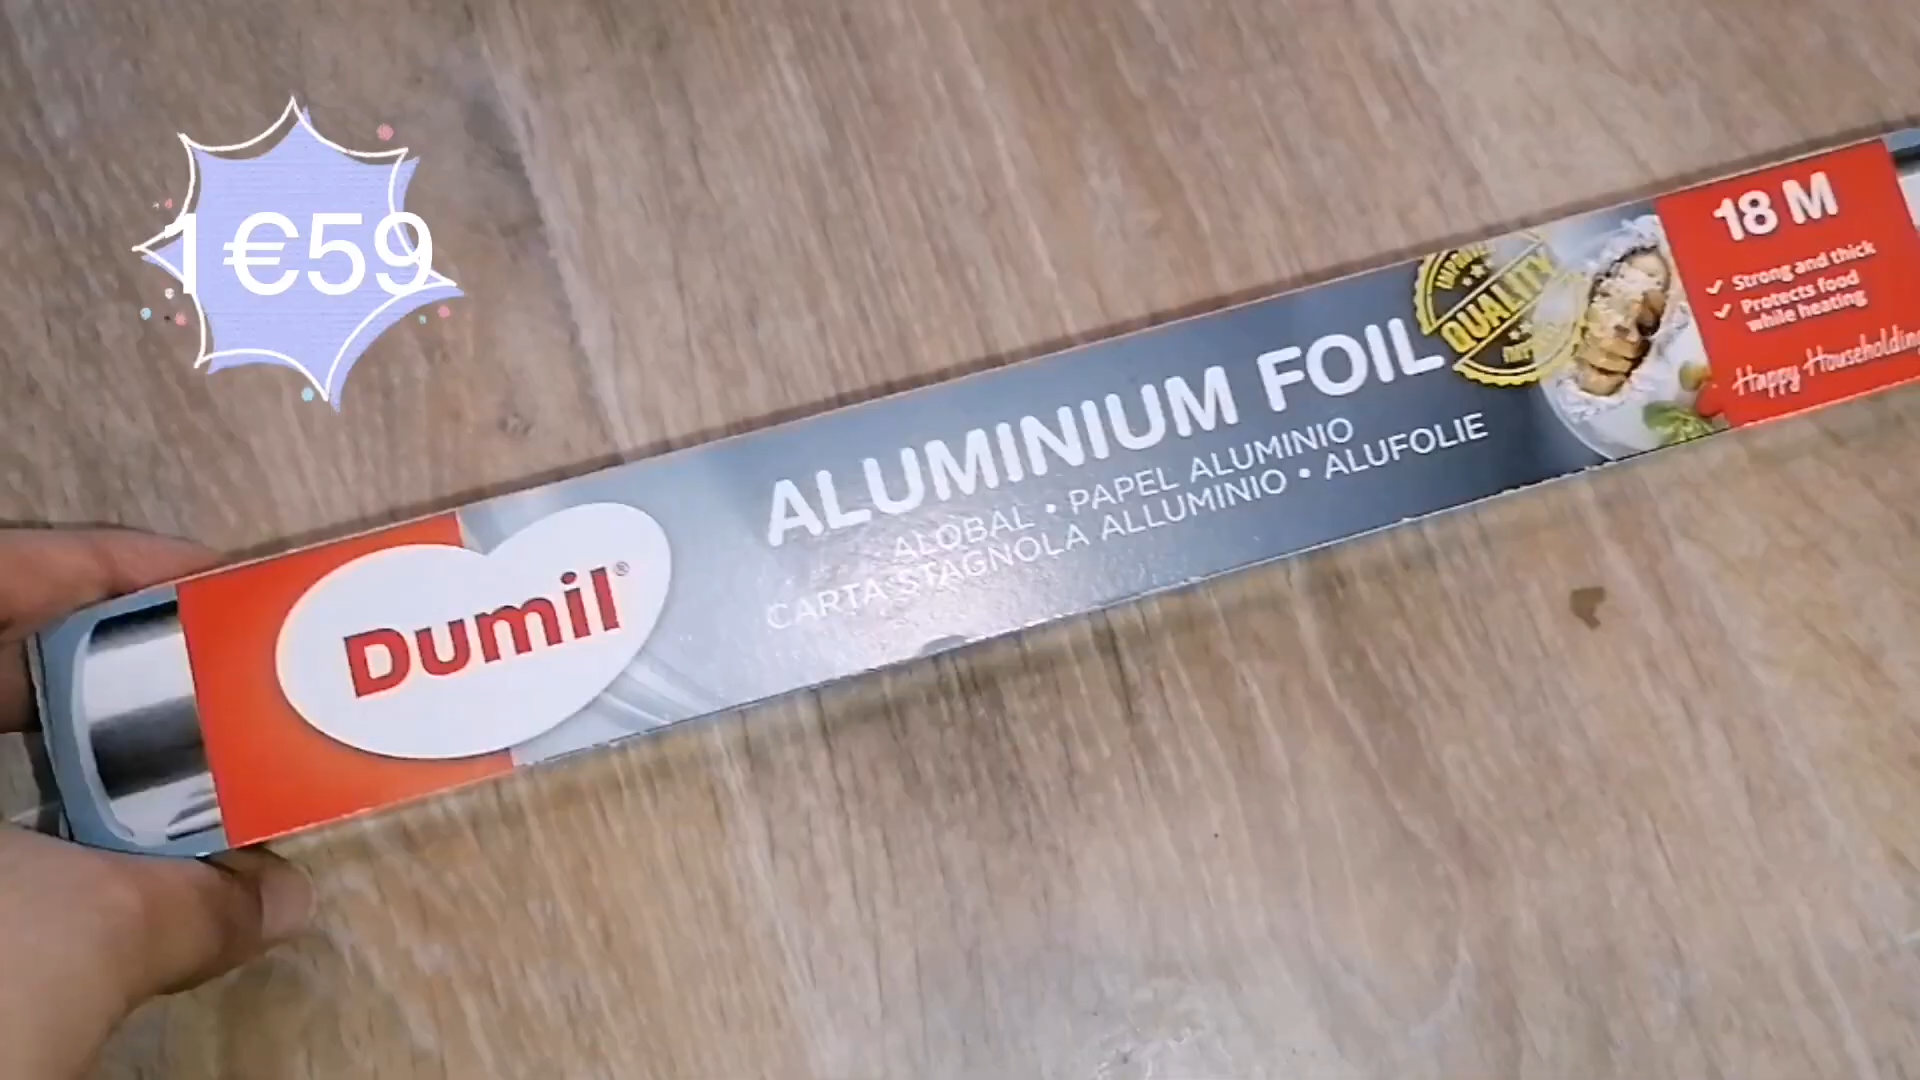 1€59
Dumil®
ALUMINIUM FOIL
ALOBAL • PAPEL ALUMINIO
CARTA STAGNOLA ALLUMINIO • ALUFOLIE
QUALITY
18 M
Strong and thick
Protects food
while heating
Happy Householding